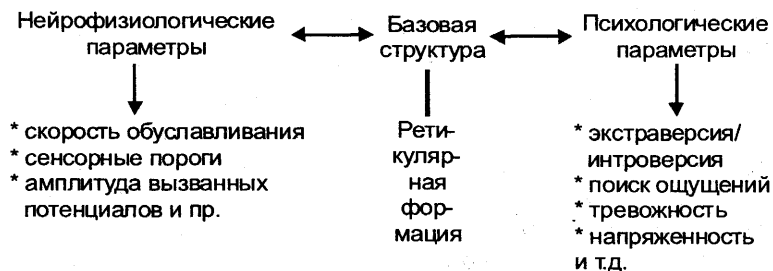 Нейрофизиологические
параметры
Базовая
структура
Психологические
параметры
* скорость обуславливания
* сенсорные пороги
* амплитуда вызванных
потенциалов и пр.
Рети-
куляр-
ная
фор-
мация
* экстраверсия/
интроверсия
* поиск ощущений
* тревожность
* напряженность
и т.д.